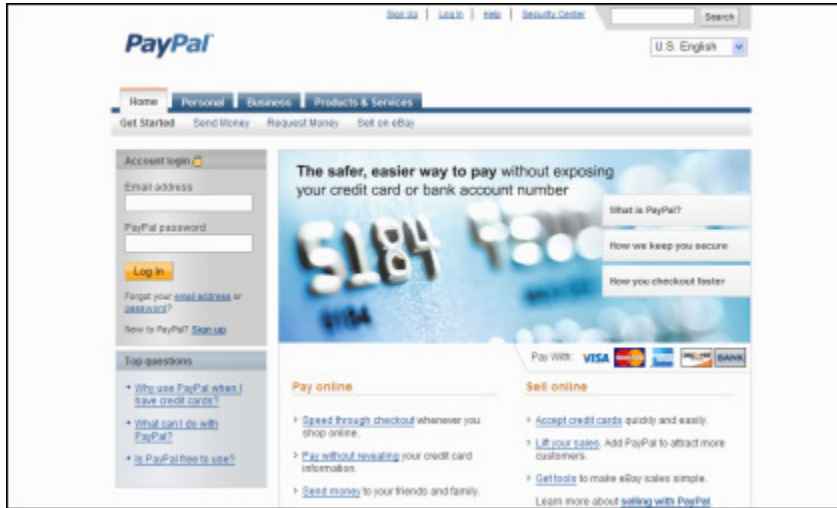 Sign Up | Log In | Help | Security Center
Search
PayPal
U.S. English
Home Personal Business Products & Services
Get Started Send Money Request Money Sell on eBay
Account login
Email address
PayPal password
Log In
Forgot your email address or
password?
New to PayPal? Sign up.
Top questions
Why use PayPal when I
have credit cards?
What can I do with
PayPal?
Is PayPal free to use?
The safer, easier way to pay without exposing
your credit card or bank account
number
5184
5184
What is PayPal?
How we keep you secure
How you checkout faster
Pay With: VISA MasterCard BANK
Pay online
Speed through checkout whenever you
shop online.
Pay without revealing your credit card
information.
Send money to your friends and family.
Sell online
Accept credit cards quickly and easily.
Lift your sales. Add PayPal to attract more
customers.
Get tools to make eBay sales simple.
Learn more about selling with PayPal.